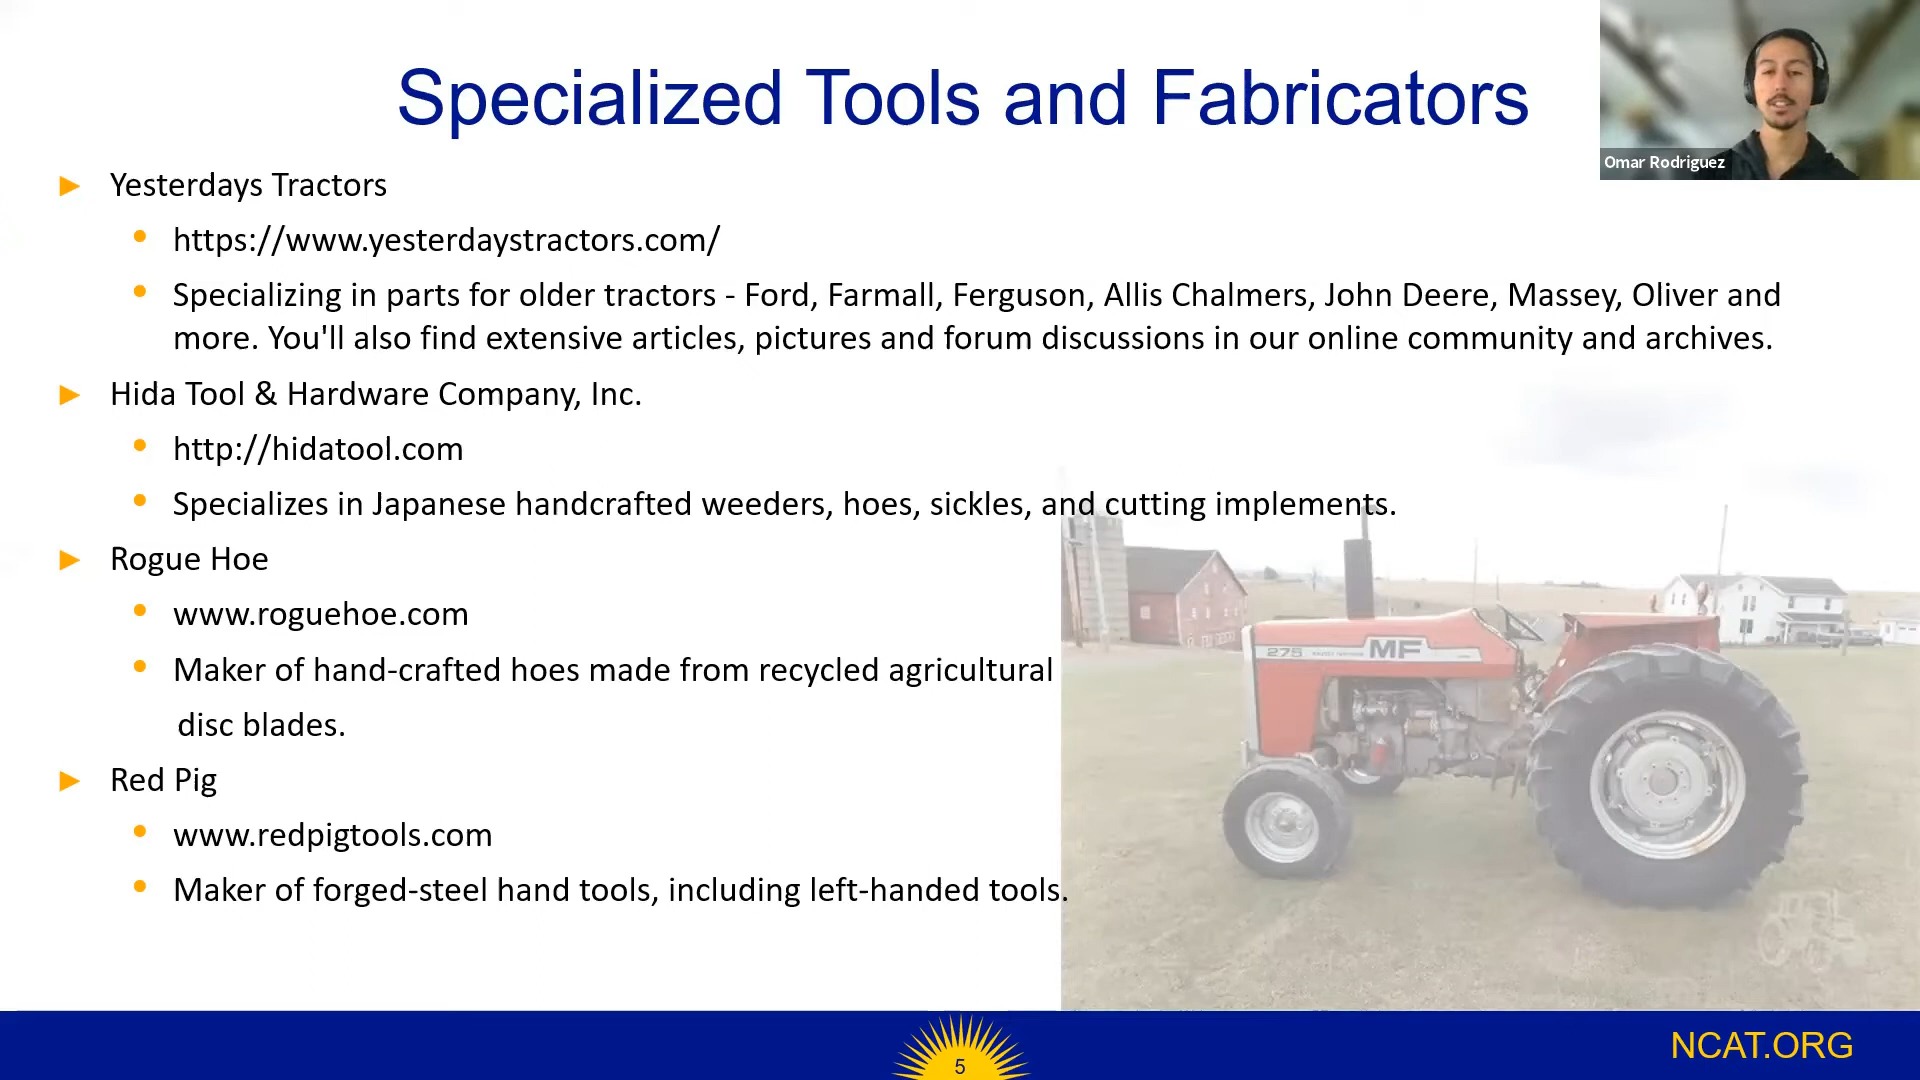 Specialized Tools and Fabricators
Omar Rodriguez
► Yesterdays Tractors
• https://www.yesterdaystractors.com/
• Specializing in parts for older tractors - Ford, Farmall, Ferguson, Allis Chalmers, John Deere, Massey, Oliver and
more. You'll also find extensive articles, pictures and forum discussions in our online community and archives.
► Hida Tool & Hardware Company, Inc.
• http://hidatool.com
• Specializes in Japanese handcrafted weeders, hoes, sickles, and cutting implements.
► Rogue Hoe
• www.roguehoe.com
• Maker of hand-crafted hoes made from recycled agricultural
disc blades.
► Red Pig
• www.redpigtools.com
• Maker of forged-steel hand tools, including left-handed tools.
275 MF
5
NCAT.ORG